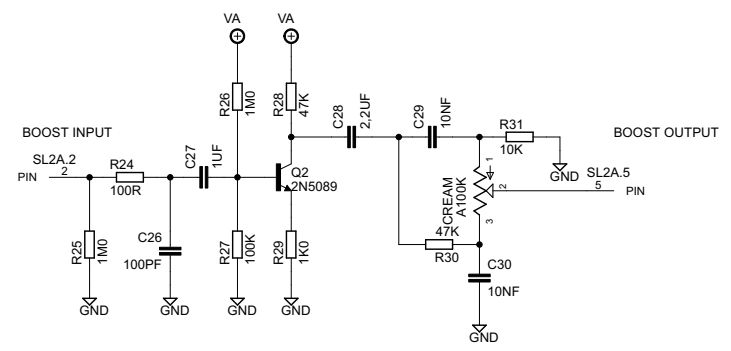 VA VA
R26 1M0
R28 47K
C28 2,2UF
C29 10NF
R31
10K
BOOST INPUT
BOOST OUTPUT
SL2A.2
PIN 2
R24
100R
C27 1UF
Q2
2N5089
GND
SL2A.5
5 PIN
CREAM
A100K
1
2
3
R25 1M0
C26
100PF
R27 100K
R29 1K0
47K
R30
C30
10NF
GND GND GND GND
GND